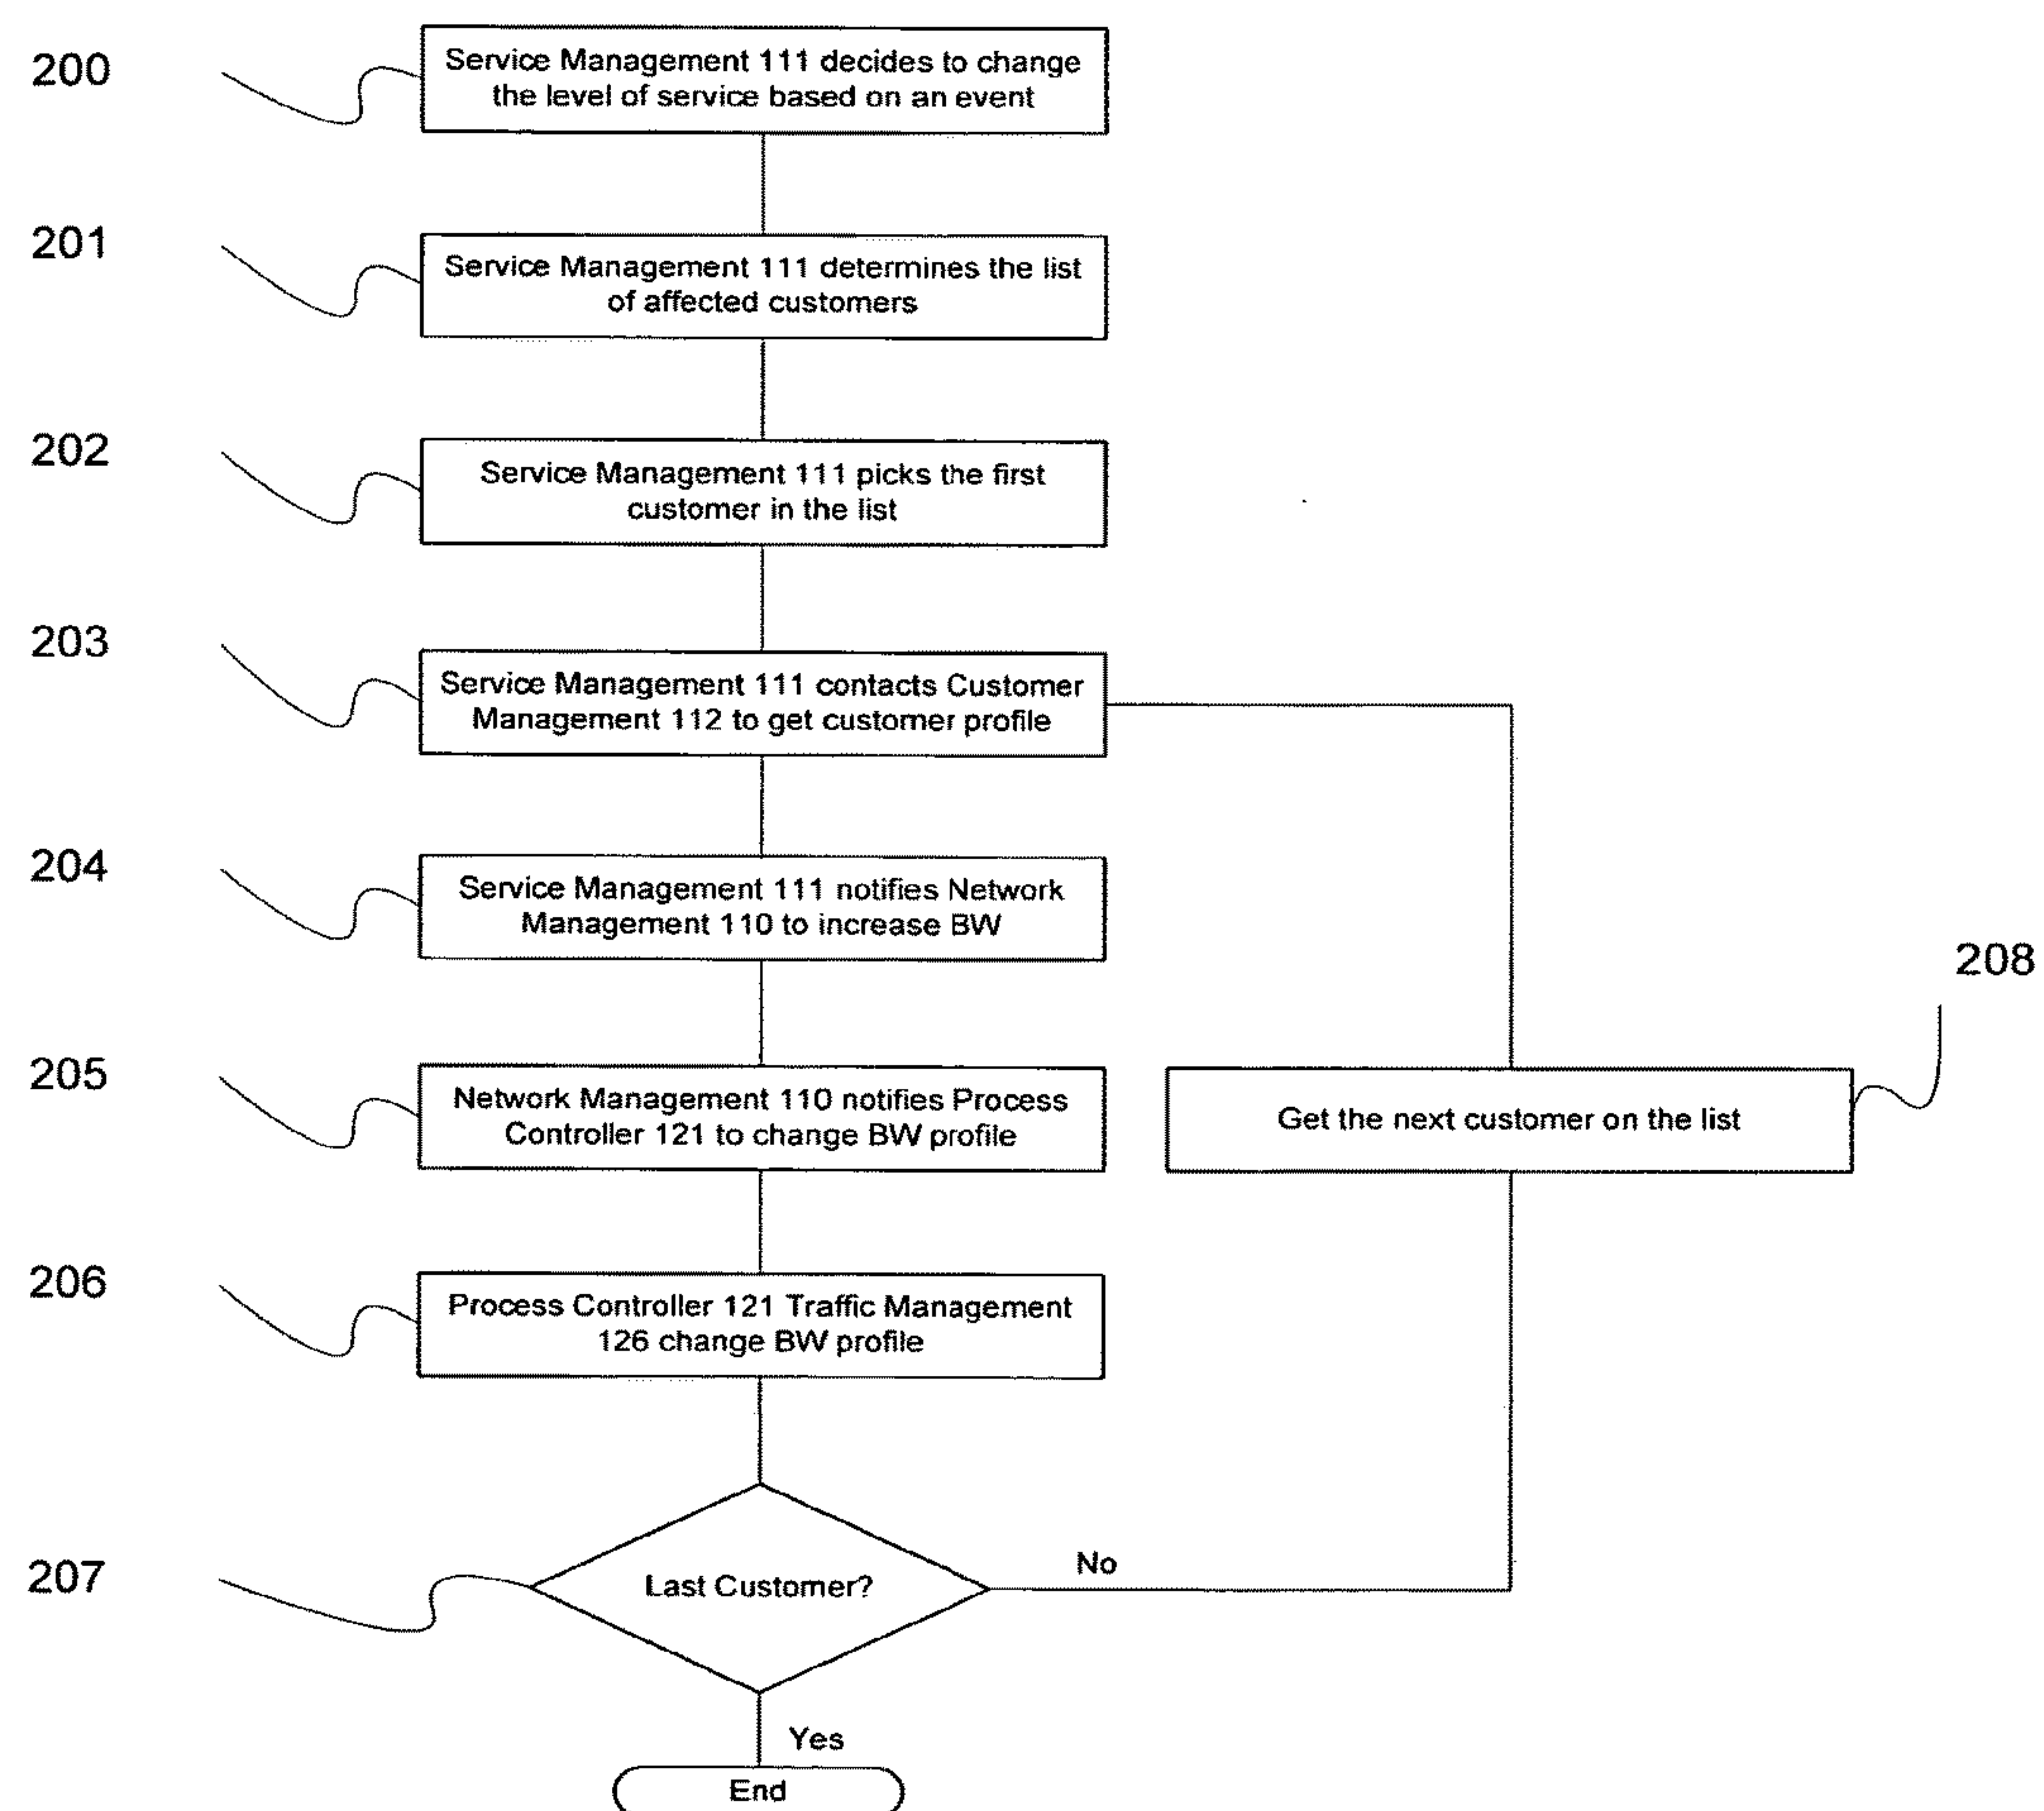 200
Service Management 111 decides to change
the level of service based on an event
201
Service Management 111 determines the list
of affected customers
202
Service Management 111 picks the first
customer in the list
203
Service Management 111 contacts Customer
Management 112 to get customer profile
204
Service Management 111 notifies Network
Management 110 to increase BW
208
205
Network Management 110 notifies Process
Controller 121 to change BW profile
Get the next customer on the list
206
Process Controller 121 Traffic Management
126 change BW profile
207
Last Customer?
No
Yes
End